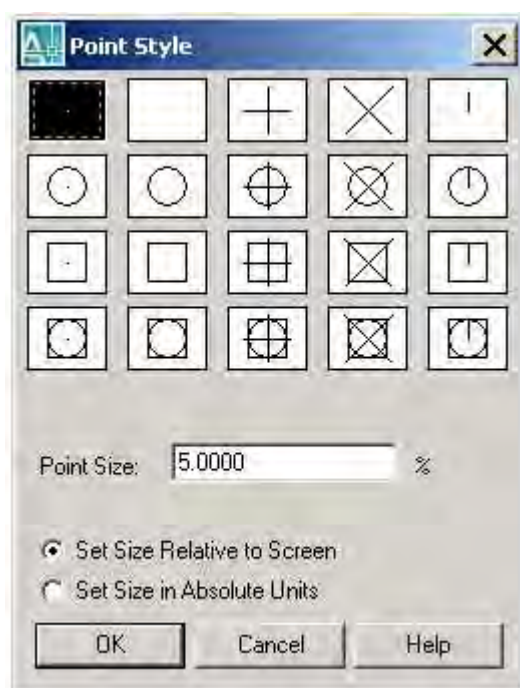 Point Style
Point Size: 5.0000 %
Set Size Relative to Screen
Set Size in Absolute Units
OK Cancel Help